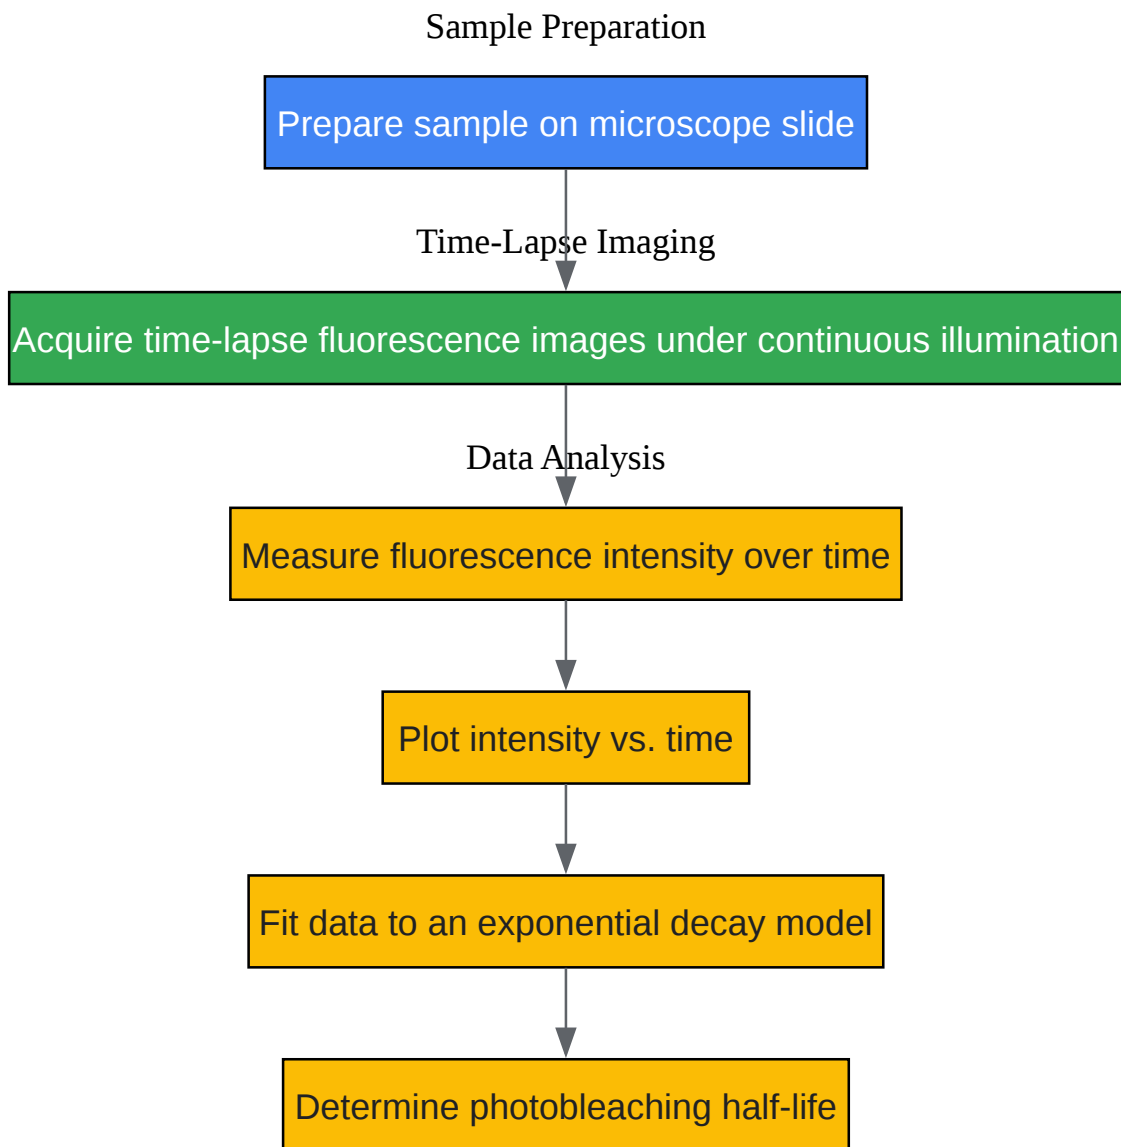 Sample Preparation
Prepare sample on microscope slide
Time-Lapse Imaging
Acquire time-lapse fluorescence images under continuous illumination
Data Analysis
Measure fluorescence intensity over time
Plot intensity vs. time
Fit data to an exponential decay model
Determine photobleaching half-life